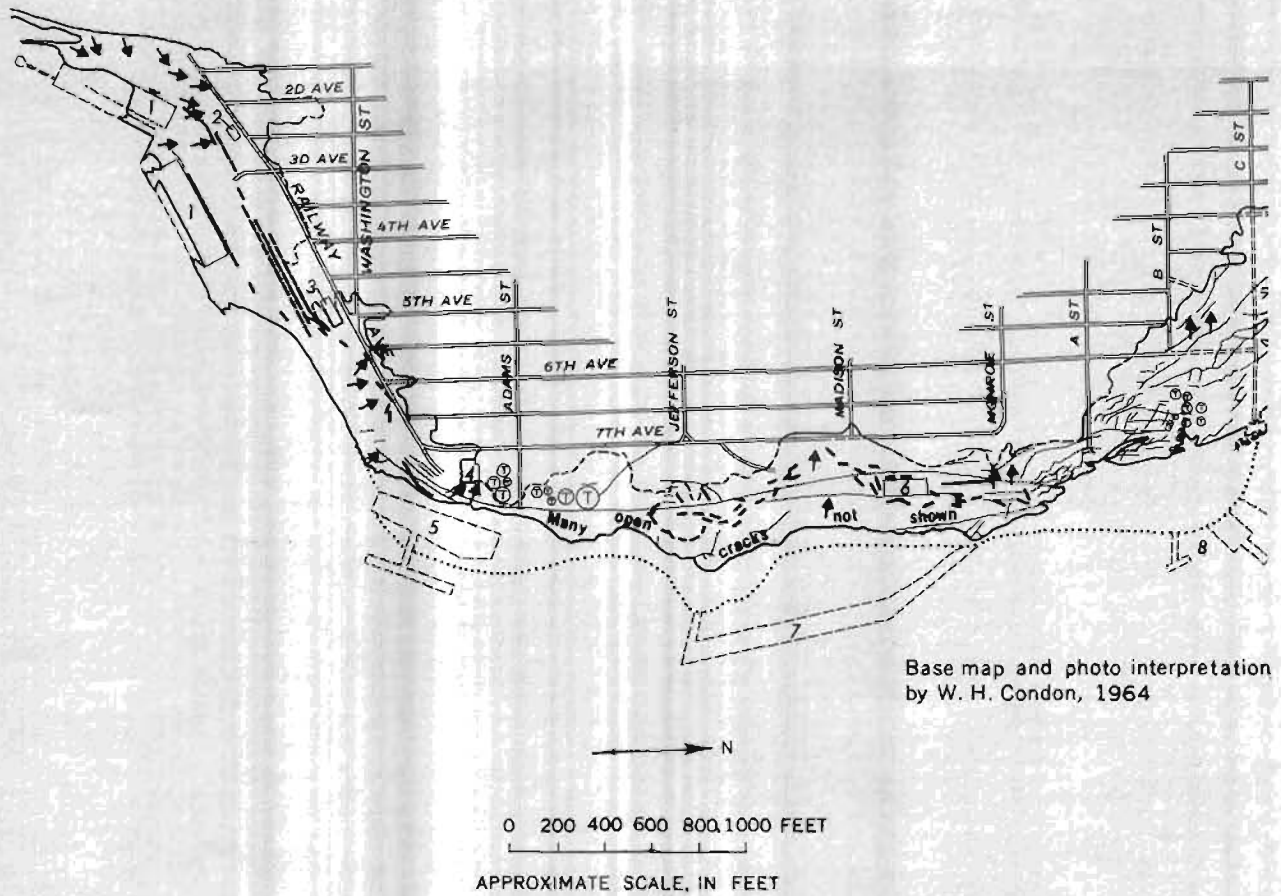 1
2
2D AVE
WASHINGTON ST
C ST
3D AVE
RAILWAY AVE
1
B ST
4TH AVE
3
5TH AVE
ADAMS ST
JEFFERSON ST
MADISON ST
MONROE ST
A ST
6TH AVE
7TH AVE
4
T T T T T T T
6
Many open cracks not shown
5
8
7
Base map and photo interpretation
by W. H. Condon, 1964
N
0 200 400 600 800 1000 FEET
APPROXIMATE SCALE, IN FEET